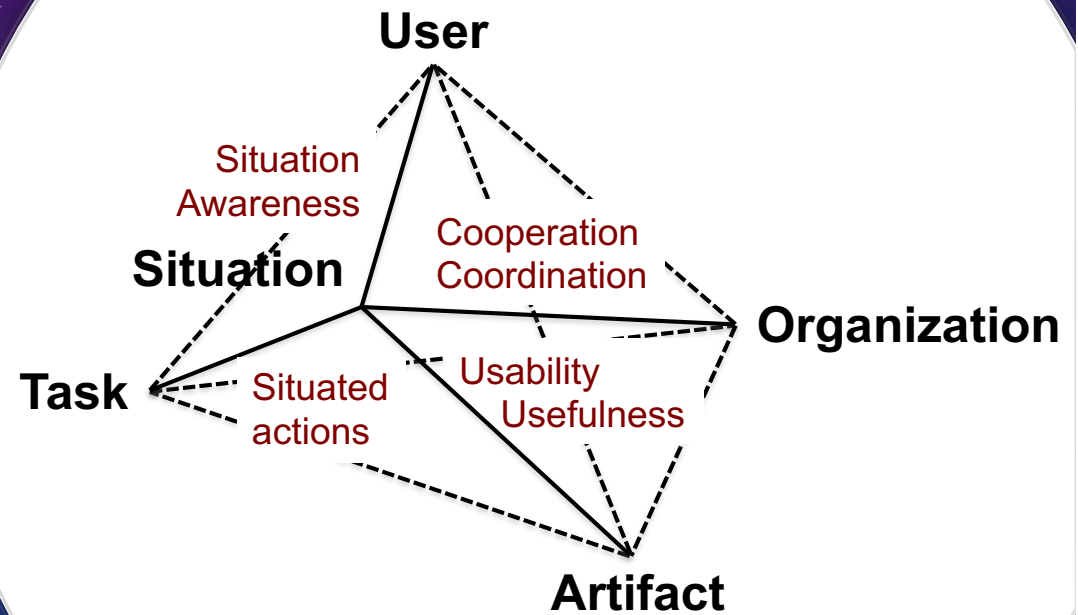 User
Situation
Awareness
Cooperation
Coordination
Situation
Organization
Task
Situated
actions
Usability
Usefulness
Artifact